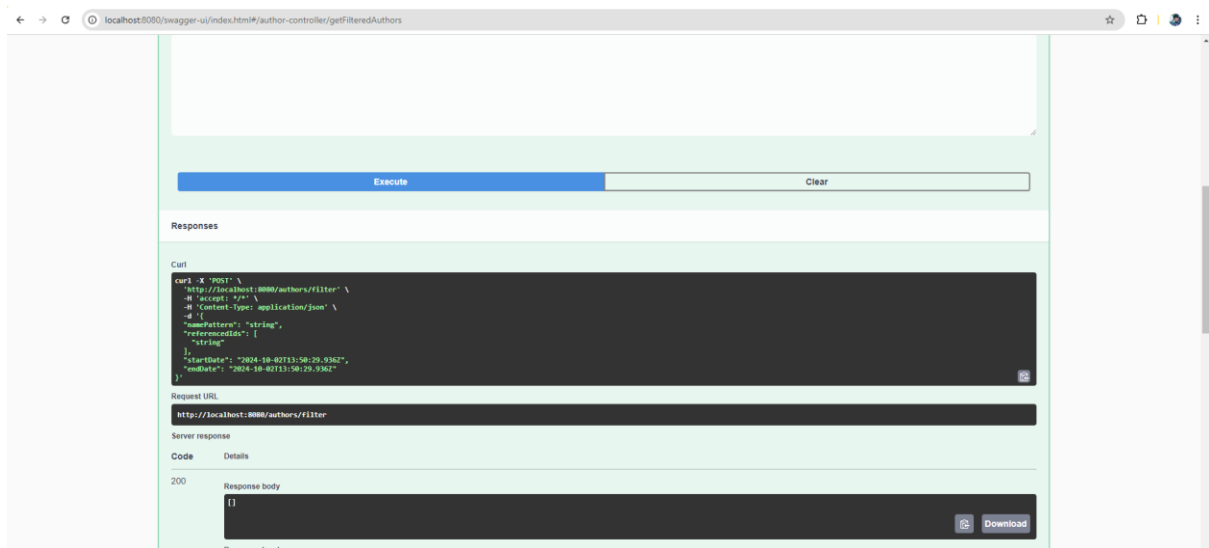 localhost:8080/swagger-ui/index.html#/author-controller/getFilteredAuthors
Execute
Clear
Responses
Curl
curl -X 'POST' \
'http://localhost:8080/authors/filter' \
-H 'accept: */*' \
-H 'Content-Type: application/json' \
-d '{
"namePattern": "string",
"referencedIds": [
"string"
],
"startDate": "2024-10-02T13:50:29.936Z",
"endDate": "2024-10-02T13:50:29.936Z"
}'
Request URL
http://localhost:8080/authors/filter
Server response
Code Details
200
Response body
[]
Download